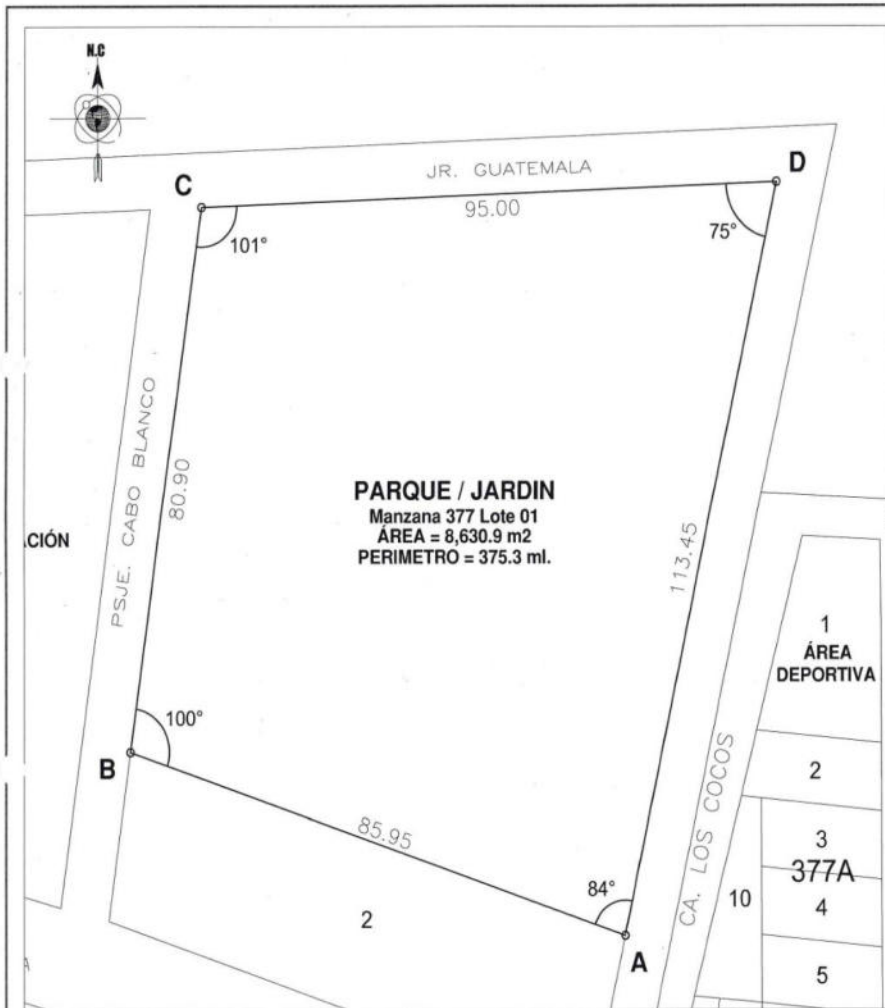 N.C
JR. GUATEMALA
C
D
95.00
101°
75°
PSJE. CABO BLANCO
80.90
PARQUE / JARDIN
Manzana 377 Lote 01
ÁREA = 8,630.9 m2
PERIMETRO = 375.3 ml.
ACIÓN
113.45
1
ÁREA
DEPORTIVA
100°
B
2
85.95
CA. LOS COCOS
3
377A
84°
10
4
2
A
5
A